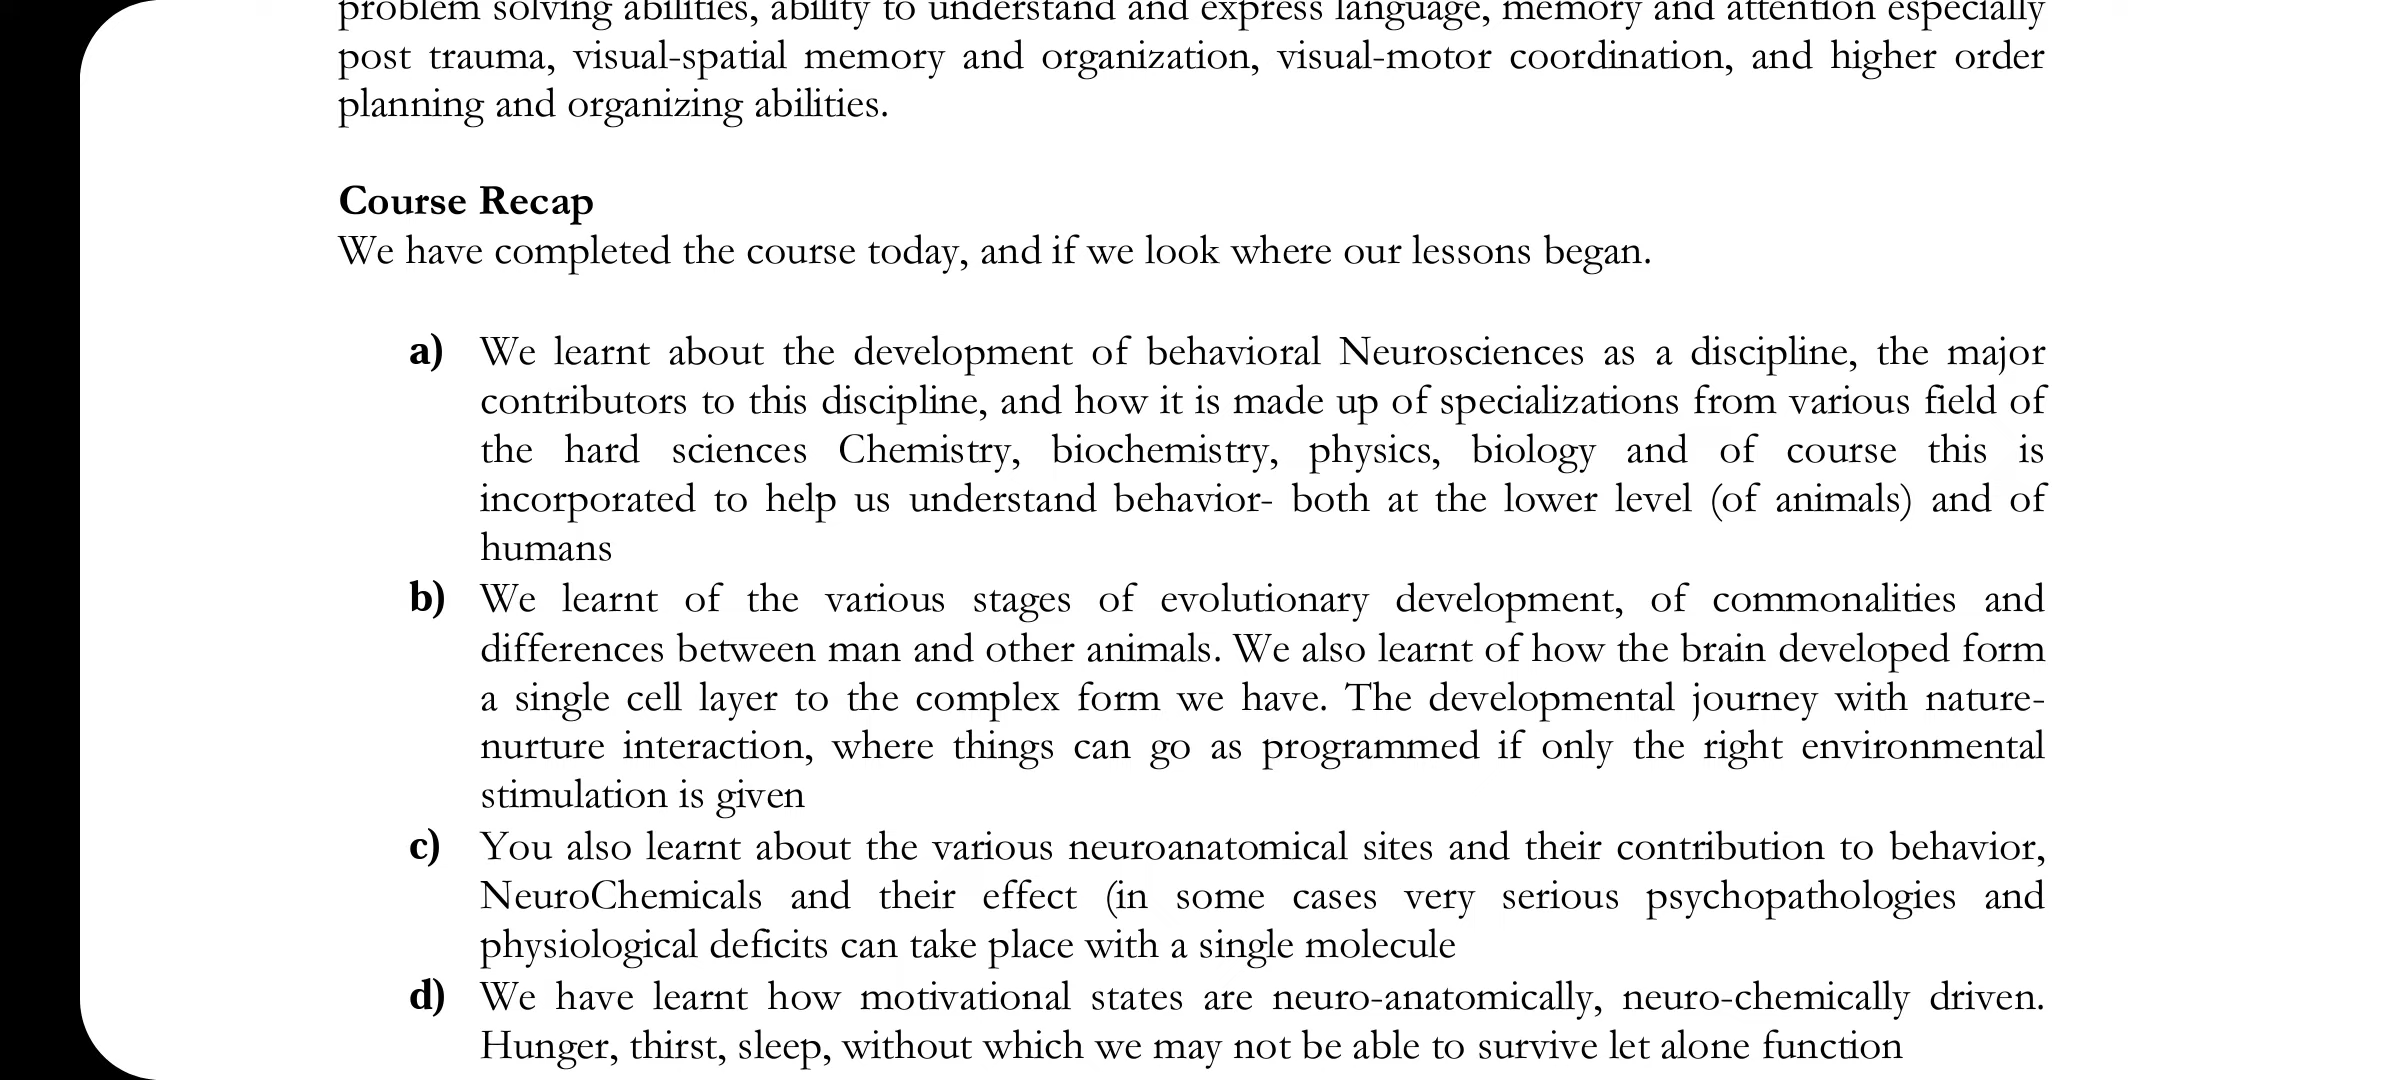 problem solving abilities, ability to understand and express language, memory and attention especially
post trauma, visual-spatial memory and organization, visual-motor coordination, and higher order
planning and organizing abilities.
Course Recap
We have completed the course today, and if we look where our lessons began.
a) We learnt about the development of behavioral Neurosciences as a discipline, the major
contributors to this discipline, and how it is made up of specializations from various field of
the hard sciences Chemistry, biochemistry, physics, biology and of course this is
incorporated to help us understand behavior- both at the lower level (of animals) and of
humans
b) We learnt of the various stages of evolutionary development, of commonalities and
differences between man and other animals. We also learnt of how the brain developed form
a single cell layer to the complex form we have. The developmental journey with nature-
nurture interaction, where things can go as programmed if only the right environmental
stimulation is given
c) You also learnt about the various neuroanatomical sites and their contribution to behavior,
NeuroChemicals and their effect (in some cases very serious psychopathologies and
physiological deficits can take place with a single molecule
d) We have learnt how motivational states are neuro-anatomically, neuro-chemically driven.
Hunger, thirst, sleep, without which we may not be able to survive let alone function